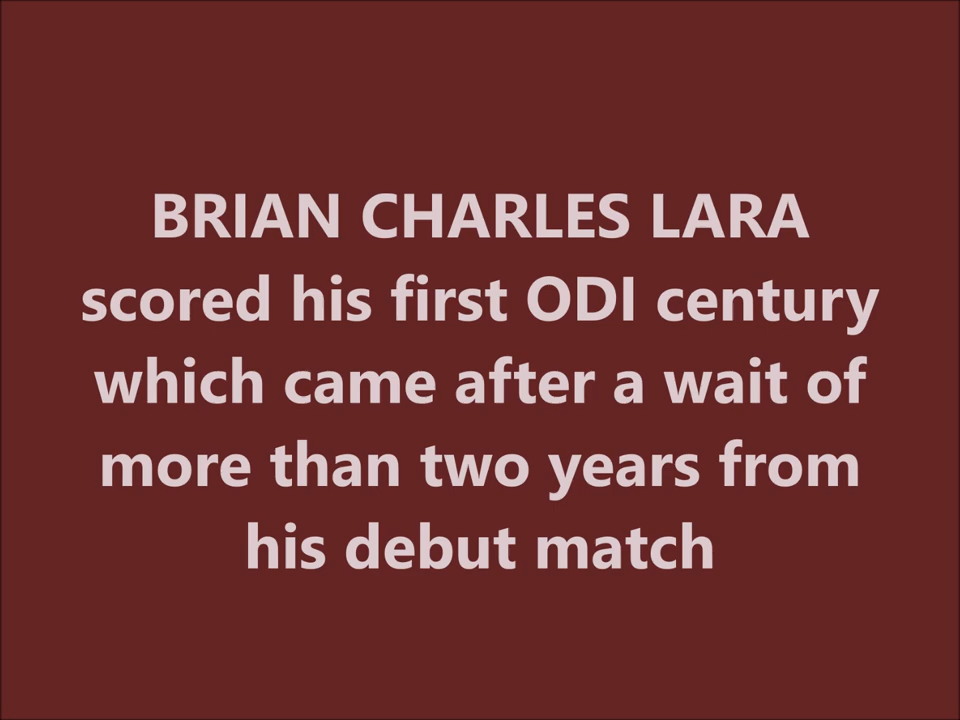 BRIAN CHARLES LARA
scored his first ODI century
which came after a wait of
more than two years from
his debut match